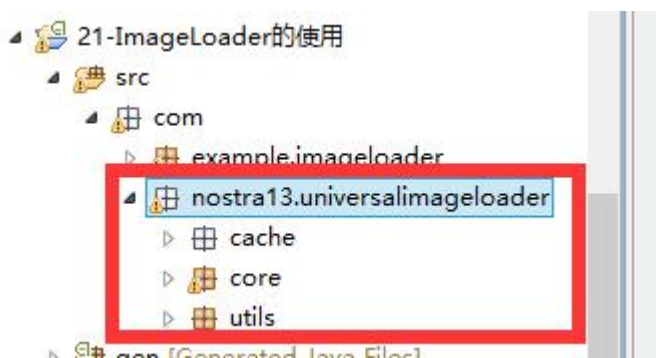 21-ImageLoader的使用
src
com
example.imageloader
nostra13.universalimageloader
cache
core
utils
gen [Generated Java Files]